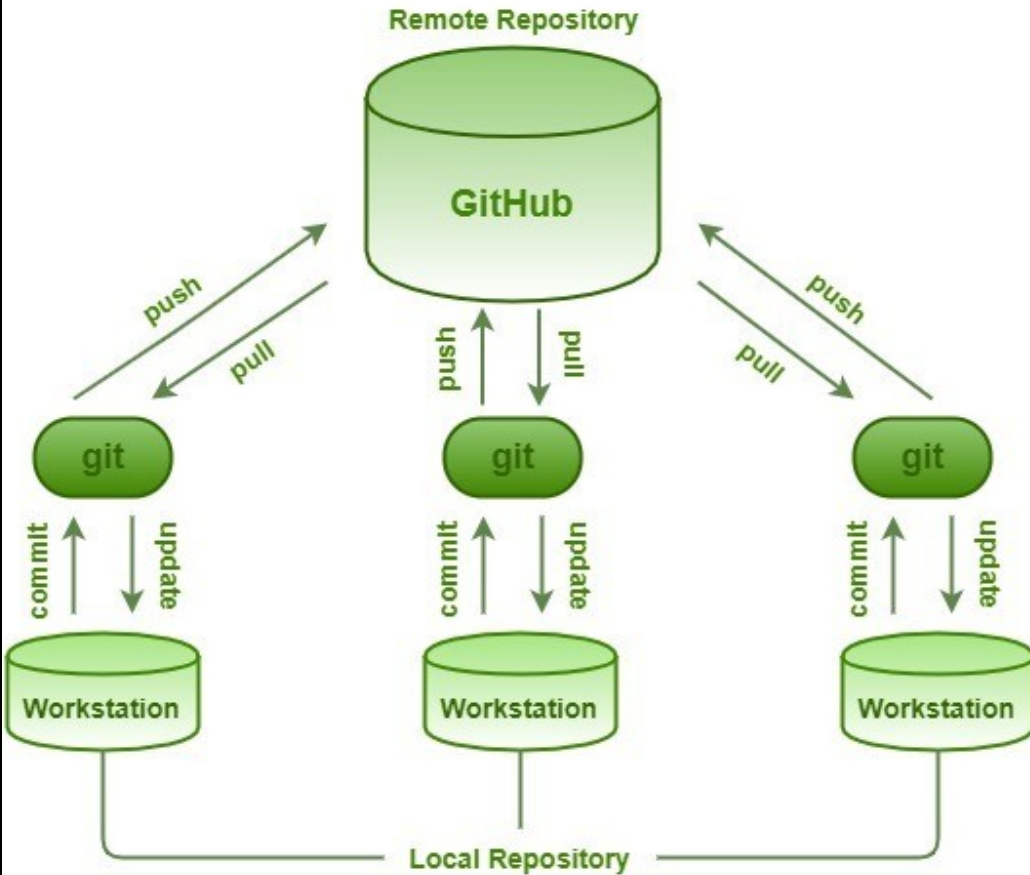 Remote Repository
GitHub
push
pull
push
pull
push
pull
git
git
git
commIt
update
commIt
update
commIt
update
Workstation
Workstation
Workstation
Local Repository